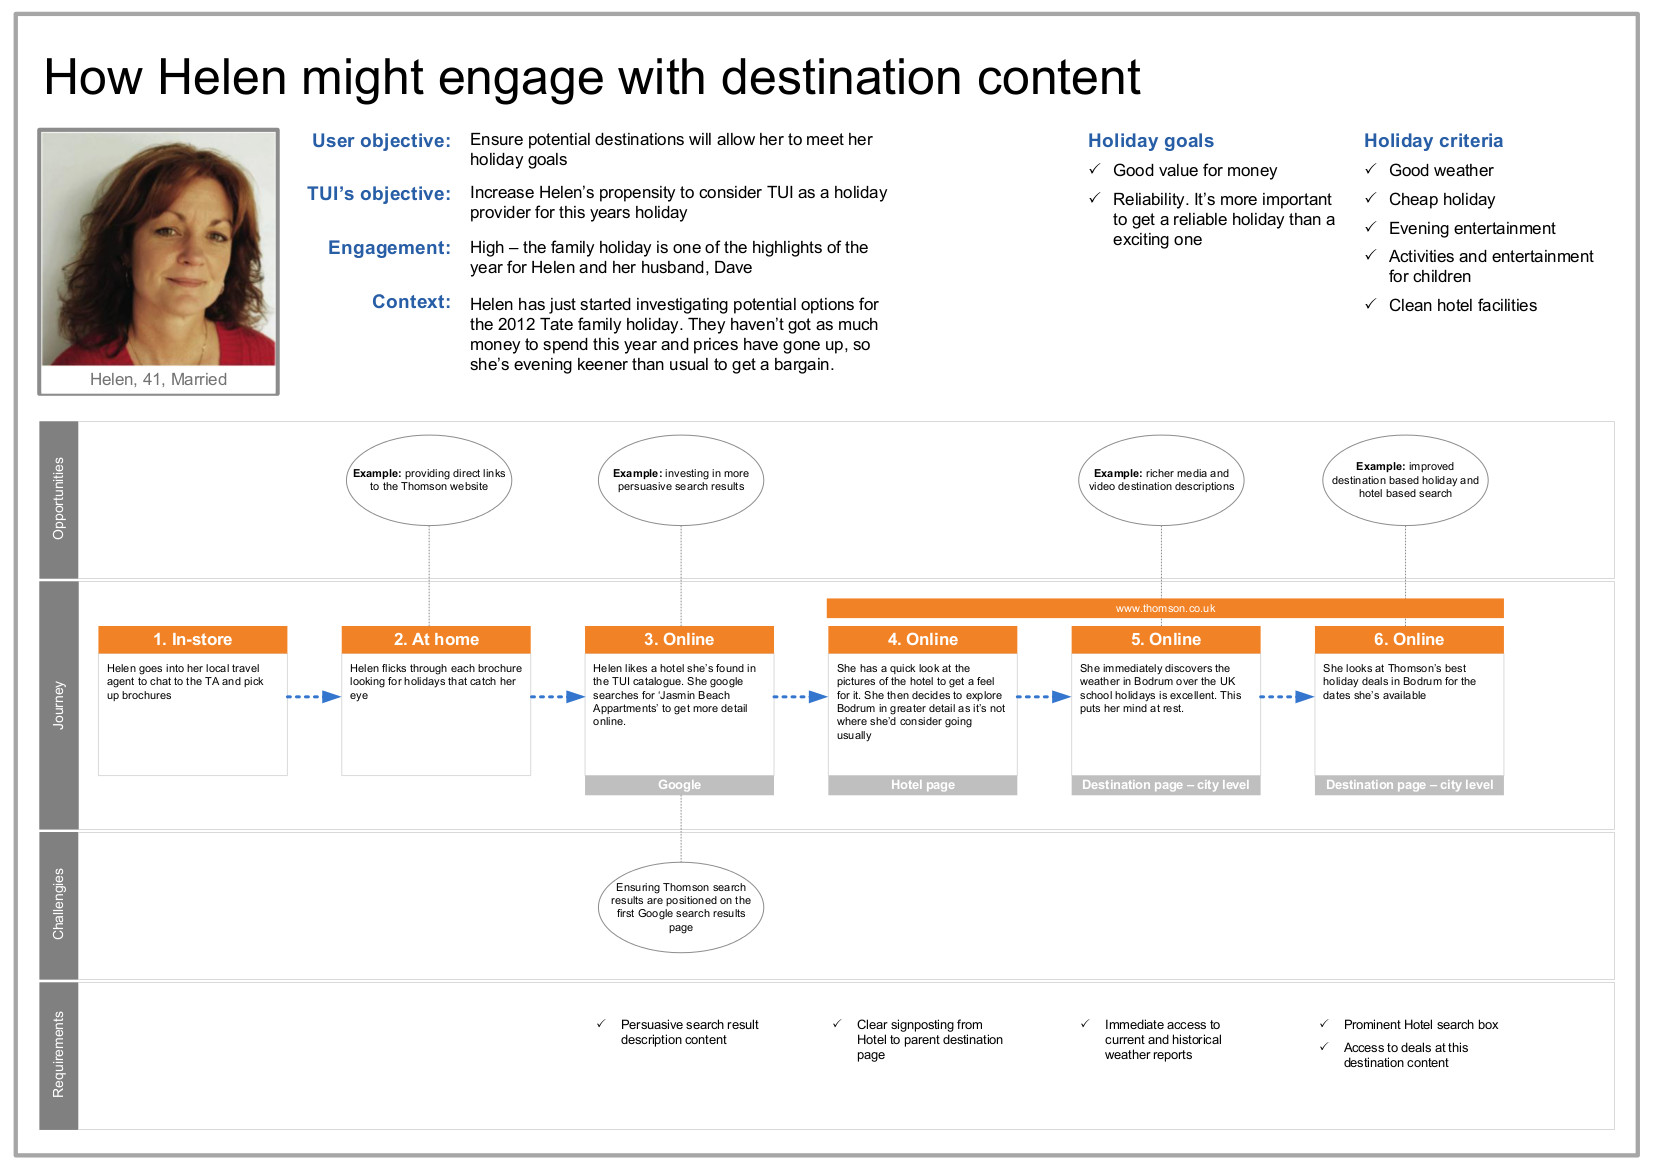 How Helen might engage with destination content
Helen, 41, Married
User objective:
Ensure potential destinations will allow her to meet her
holiday goals
TUI's objective:
Increase Helen's propensity to consider TUI as a holiday
provider for this years holiday
Engagement:
High – the family holiday is one of the highlights of the
year for Helen and her husband, Dave
Context:
Helen has just started investigating potential options for
the 2012 Tate family holiday. They haven't got as much
money to spend this year and prices have gone up, so
she's evening keener than usual to get a bargain.
Holiday goals
✓ Good value for money
✓ Reliability. It's more important
to get a reliable holiday than a
exciting one
Holiday criteria
✓ Good weather
✓ Cheap holiday
✓ Evening entertainment
✓ Activities and entertainment
for children
✓ Clean hotel facilities
Opportunities
Example: providing direct links
to the Thomson website
Example: investing in more
persuasive search results
Example: richer media and
video destination descriptions
Example: improved
destination based holiday and
hotel based search
Journey
www.thomson.co.uk
1. In-store
Helen goes into her local travel
agent to chat to the TA and pick
up brochures
2. At home
Helen flicks through each brochure
looking for holidays that catch her
eye
3. Online
Helen likes a hotel she's found in
the TUI catalogue. She google
searches for 'Jasmin Beach
Appartments' to get more detail
online.
Google
4. Online
She has a quick look at the
pictures of the hotel to get a feel
for it. She then decides to explore
Bodrum in greater detail as it's not
where she'd consider going
usually
Hotel page
5. Online
She immediately discovers the
weather in Bodrum over the UK
school holidays is excellent. This
puts her mind at rest.
Destination page – city level
6. Online
She looks at Thomson's best
holiday deals in Bodrum for the
dates she's available
Destination page – city level
Challengies
Ensuring Thomson search
results are positioned on the
first Google search results
page
Requirements
✓ Persuasive search result
description content
✓ Clear signposting from
Hotel to parent destination
page
✓ Immediate access to
current and historical
weather reports
✓ Prominent Hotel search box
✓ Access to deals at this
destination content